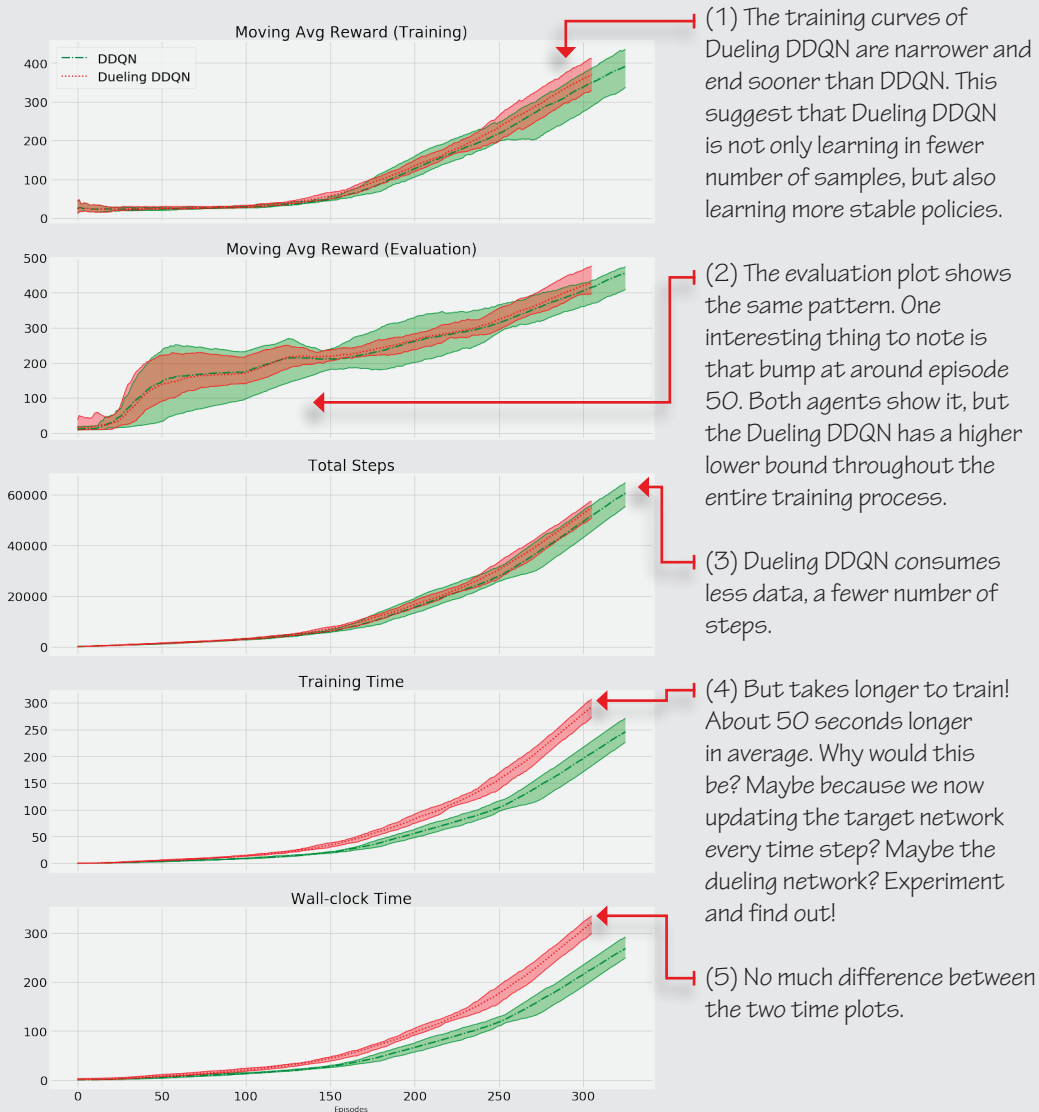 Moving Avg Reward (Training)
DDQN
Dueling DDQN
400
300
200
100
0
(1) The training curves of
Dueling DDQN are narrower and
end sooner than DDQN. This
suggest that Dueling DDQN
is not only learning in fewer
number of samples, but also
learning more stable policies.
Moving Avg Reward (Evaluation)
500
400
300
200
100
0
(2) The evaluation plot shows
the same pattern. One
interesting thing to note is
that bump at around episode
50. Both agents show it, but
the Dueling DDQN has a higher
lower bound throughout the
entire training process.
Total Steps
60000
40000
20000
0
(3) Dueling DDQN consumes
less data, a fewer number of
steps.
Training Time
300
250
200
150
100
50
0
(4) But takes longer to train!
About 50 seconds longer
in average. Why would this
be? Maybe because we now
updating the target network
every time step? Maybe the
dueling network? Experiment
and find out!
Wall-clock Time
300
200
100
0
(5) No much difference between
the two time plots.
0 50 100 150 200 250 300
Episodes